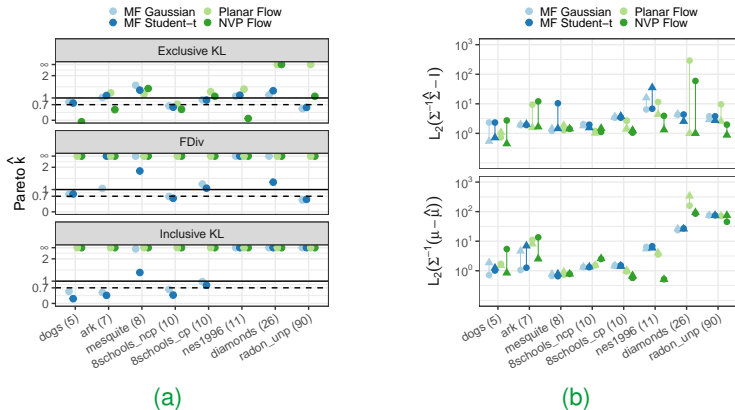 MF Gaussian Planar Flow
MF Student−t NVP Flow
Exclusive KL
∞
2
1
0.7
0
FDiv
∞
2
1
0.7
0
Inclusive KL
∞
2
1
0.7
0
Pareto k̂
dogs (5)
ark (7)
mesquite (8)
8schools_ncp (10)
8schools_cp (10)
nes1996 (11)
diamonds (26)
radon_unp (90)
(a)
MF Gaussian Planar Flow
MF Student−t NVP Flow
L₂(Σ⁻¹Σ̂ − I)
10³
10²
10¹
10⁰
L₂(Σ⁻¹(μ − μ̂))
10³
10²
10¹
10⁰
dogs (5)
ark (7)
mesquite (8)
8schools_ncp (10)
8schools_cp (10)
nes1996 (11)
diamonds (26)
radon_unp (90)
(b)